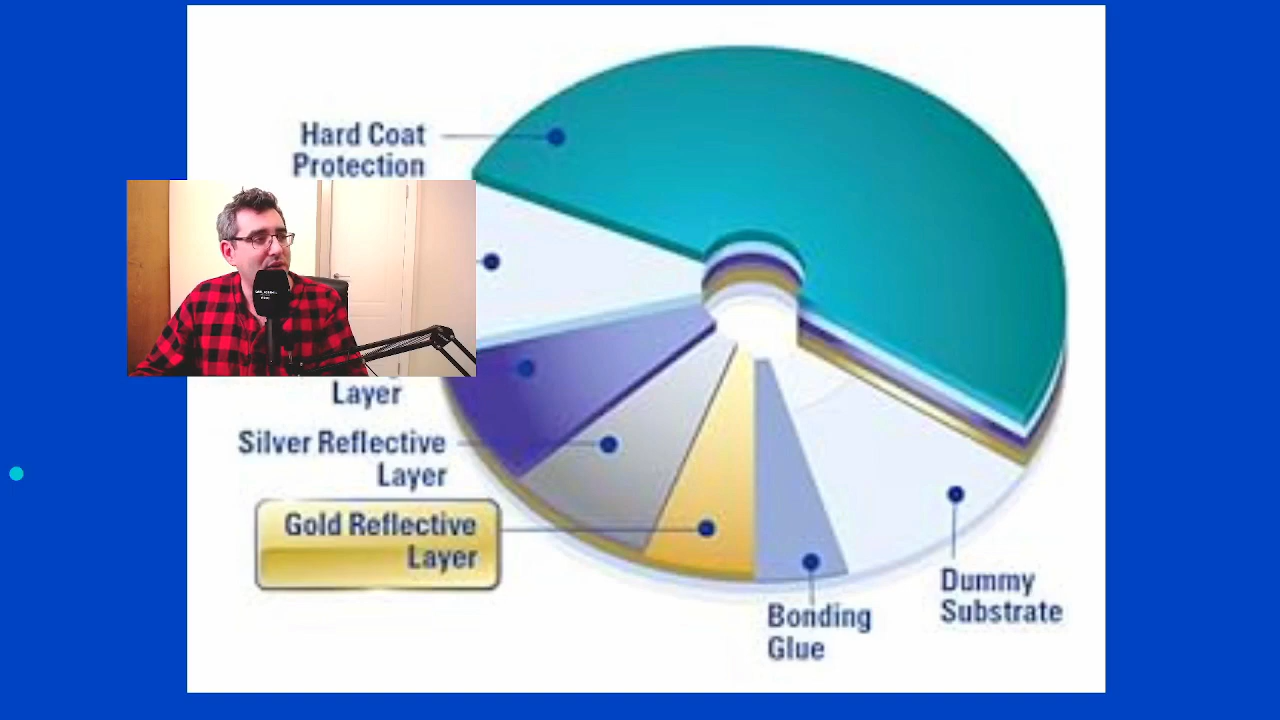 Hard Coat
Protection
Layer
Silver Reflective
Layer
Gold Reflective
Layer
Bonding
Glue
Dummy
Substrate